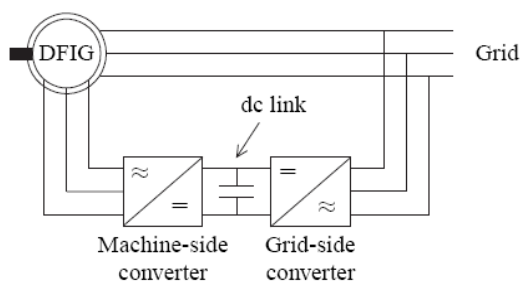 DFIG
Grid
dc link
≈
=
=
≈
Machine-side
converter
Grid-side
converter